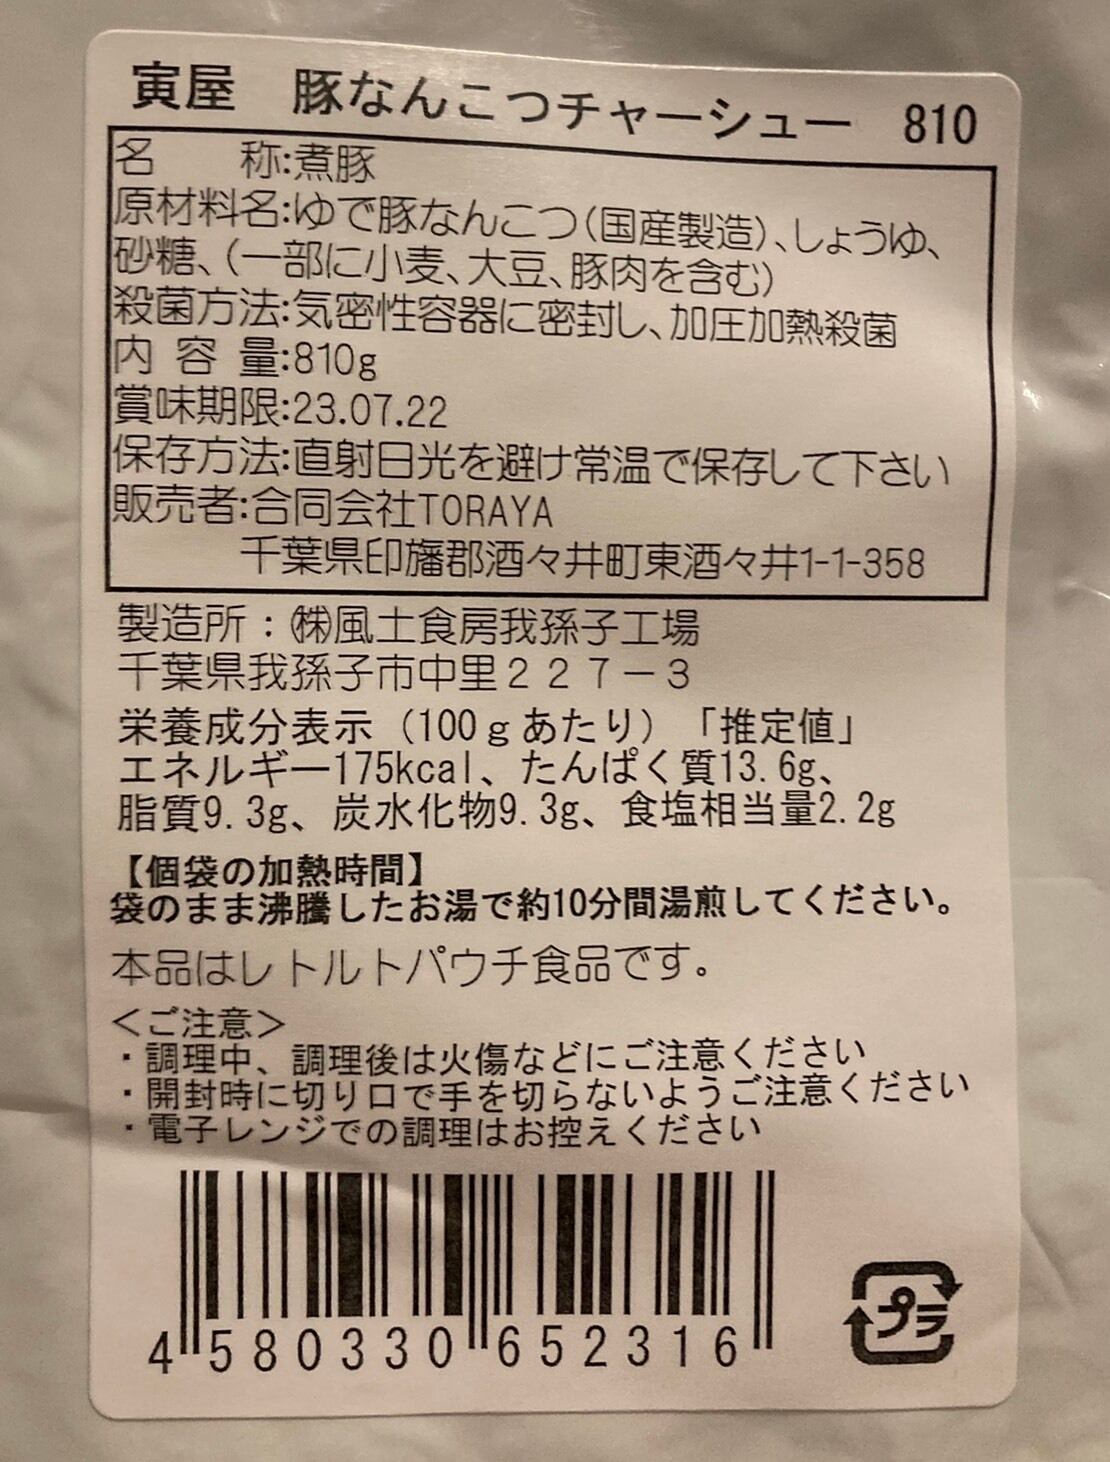 寅屋　豚なんこつチャーシュー　810
名　　称:煮豚
原材料名:ゆで豚なんこつ(国産製造)、しょうゆ、
砂糖、(一部に小麦、大豆、豚肉を含む)
殺菌方法:気密性容器に密封し、加圧加熱殺菌
内 容 量:810g
賞味期限:23.07.22
保存方法:直射日光を避け常温で保存して下さい
販売者:合同会社TORAYA
千葉県印旛郡酒々井町東酒々井1-1-358
製造所：㈱風土食房我孫子工場
千葉県我孫子市中里２２７－３
栄養成分表示（100ｇあたり）「推定値」
エネルギー175kcal、たんぱく質13.6g、
脂質9.3g、炭水化物9.3g、食塩相当量2.2g
【個袋の加熱時間】
袋のまま沸騰したお湯で約10分間湯煎してください。
本品はレトルトパウチ食品です。
＜ご注意＞
・調理中、調理後は火傷などにご注意ください
・開封時に切り口で手を切らないようご注意ください
・電子レンジでの調理はお控えください
4 580330 652316
プラ